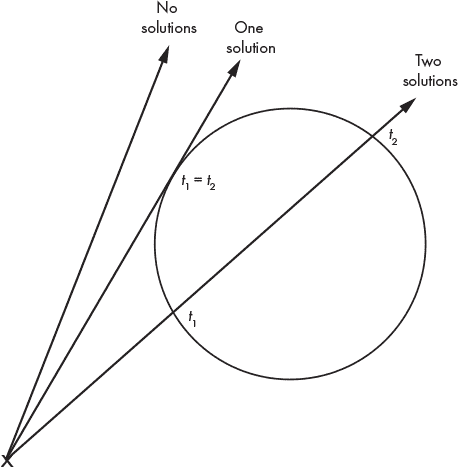 No
solutions
One
solution
Two
solutions
t₂
t₁ = t₂
t₁
X